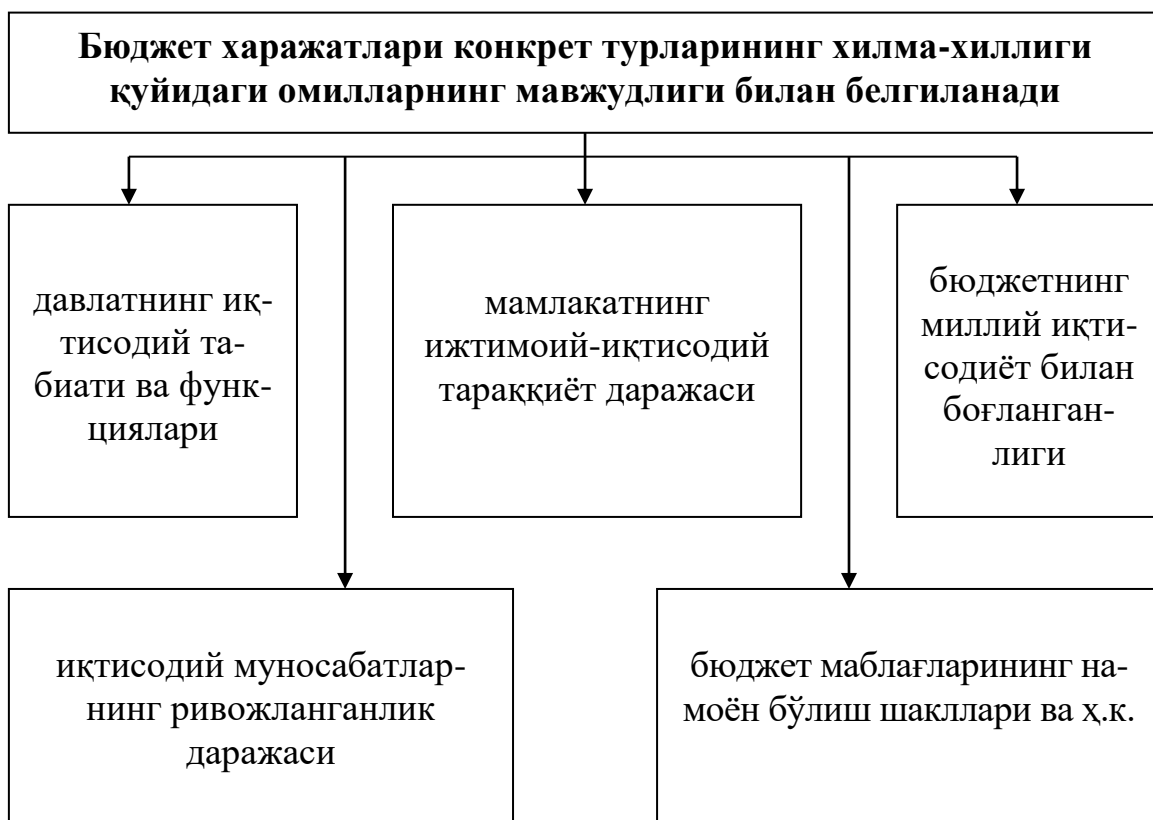 Бюджет харажатлари конкрет турларининг хилма-хиллиги
қуйидаги омилларнинг мавжудлиги билан белгиланади
давлатнинг иқ-
тисодий та-
биати ва функ-
циялари
мамлакатнинг
ижтимоий-иқтисодий
тараққиёт даражаси
бюджетнинг
миллий иқти-
содиёт билан
боғланган-
лиги
иқтисодий муносабатлар-
нинг ривожланганлик
даражаси
бюджет маблағларининг на-
моён бўлиш шакллари ва ҳ.к.